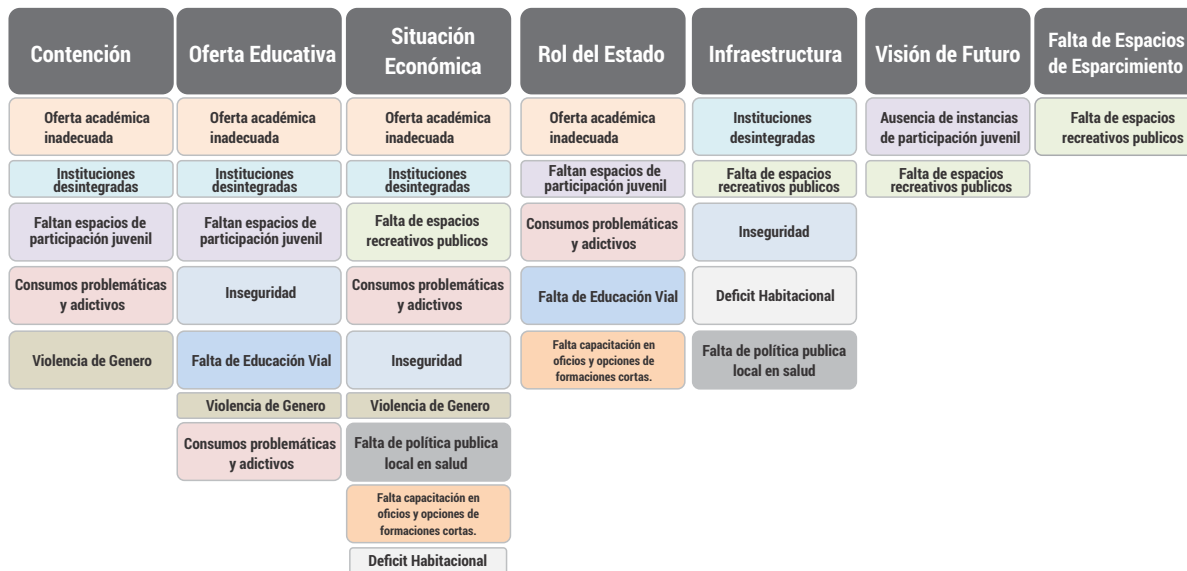 Contención
Oferta Educativa
Situación
Económica
Rol del Estado
Infraestructura
Visión de Futuro
Falta de Espacios
de Esparcimiento
Oferta académica
inadecuada
Instituciones
desintegradas
Faltan espacios de
participación juvenil
Consumos problemáticas
y adictivos
Violencia de Genero
Oferta académica
inadecuada
Instituciones
desintegradas
Faltan espacios de
participación juvenil
Inseguridad
Falta de Educación Vial
Violencia de Genero
Consumos problemáticas
y adictivos
Oferta académica
inadecuada
Instituciones
desintegradas
Falta de espacios
recreativos publicos
Consumos problemáticas
y adictivos
Inseguridad
Violencia de Genero
Falta de política publica
local en salud
Falta capacitación en
oficios y opciones de
formaciones cortas.
Deficit Habitacional
Oferta académica
inadecuada
Faltan espacios de
participación juvenil
Consumos problemáticas
y adictivos
Falta de Educación Vial
Falta capacitación en
oficios y opciones de
formaciones cortas.
Instituciones
desintegradas
Falta de espacios
recreativos publicos
Inseguridad
Deficit Habitacional
Falta de política publica
local en salud
Ausencia de instancias
de participación juvenil
Falta de espacios
recreativos publicos
Falta de espacios
recreativos publicos